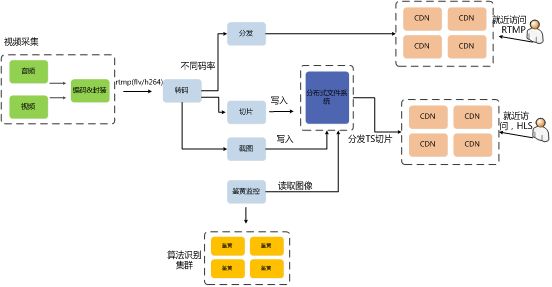 视频采集
音频
视频
编码&封装
rtmp(flv/h264)
转码
不同码率
分发
切片
截图
鉴黄监控
写入
写入
读取图像
分布式文件系
统
分发TS切片
CDN
CDN
CDN
CDN
就近访问
RTMP
CDN
CDN
CDN
CDN
就近访
问，HLS
算法识别
集群
鉴黄
鉴黄
鉴黄
鉴黄